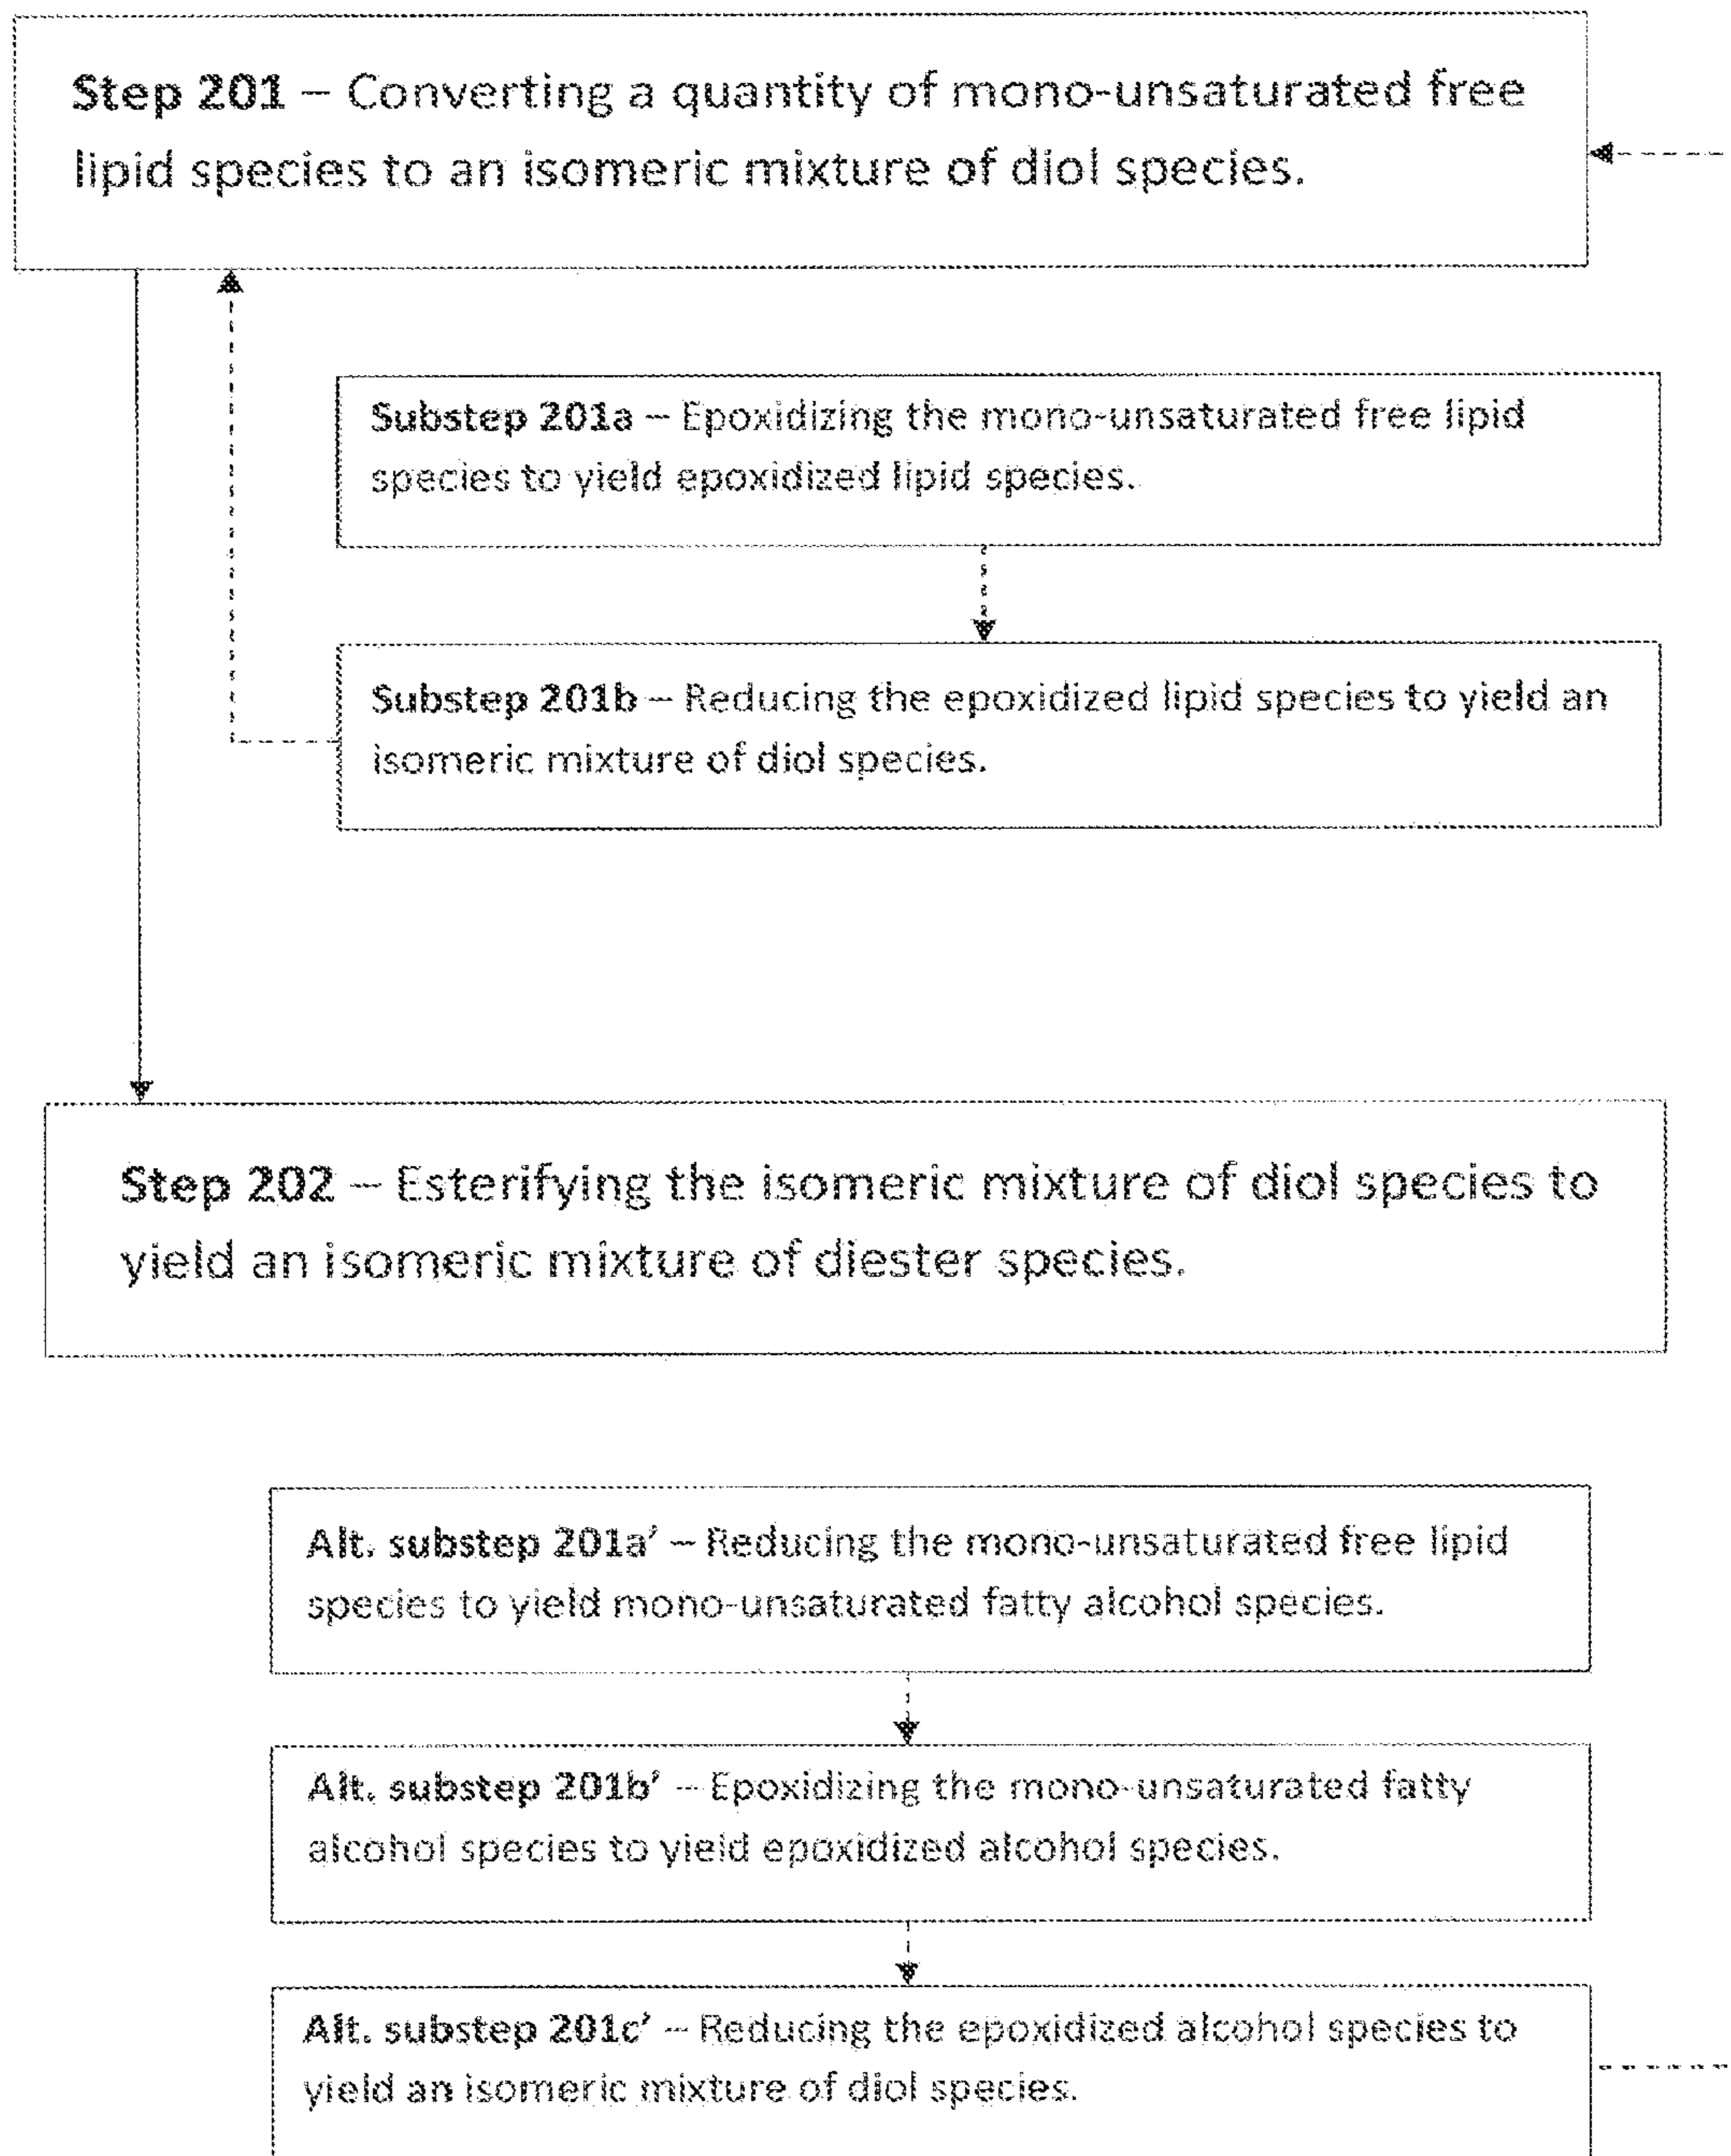 Step 201 – Converting a quantity of mono-unsaturated free
lipid species to an isomeric mixture of diol species.
Substep 201a – Epoxidizing the mono-unsaturated free lipid
species to yield epoxidized lipid species.
Substep 201b – Reducing the epoxidized lipid species to yield an
isomeric mixture of diol species.
Step 202 – Esterifying the isomeric mixture of diol species to
yield an isomeric mixture of diester species.
Alt. substep 201a’ – Reducing the mono-unsaturated free lipid
species to yield mono-unsaturated fatty alcohol species.
Alt. substep 201b’ – Epoxidizing the mono-unsaturated fatty
alcohol species to yield epoxidized alcohol species.
Alt. substep 201c’ – Reducing the epoxidized alcohol species to
yield an isomeric mixture of diol species.